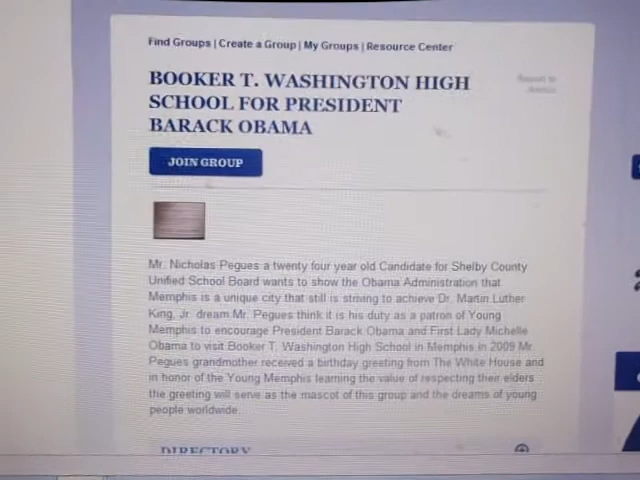 Find Groups | Create a Group | My Groups | Resource Center
BOOKER T. WASHINGTON HIGH
SCHOOL FOR PRESIDENT
BARACK OBAMA
JOIN GROUP
Mr. Nicholas Pegues a twenty four year old Candidate for Shelby County
Unified School Board wants to show the Obama Administration that
Memphis is a unique city that still is striving to achieve Dr. Martin Luther
King, Jr. dream.Mr. Pegues think it is his duty as a patron of Young
Memphis to encourage President Barack Obama and First Lady Michelle
Obama to visit Booker T. Washington High School in Memphis in 2009 Mr.
Pegues grandmother received a birthday greeting from The White House and
in honor of the Young Memphis learning the value of respecting their elders
the greeting will serve as the mascot of this group and the dreams of young
people worldwide.
DIRECTORY